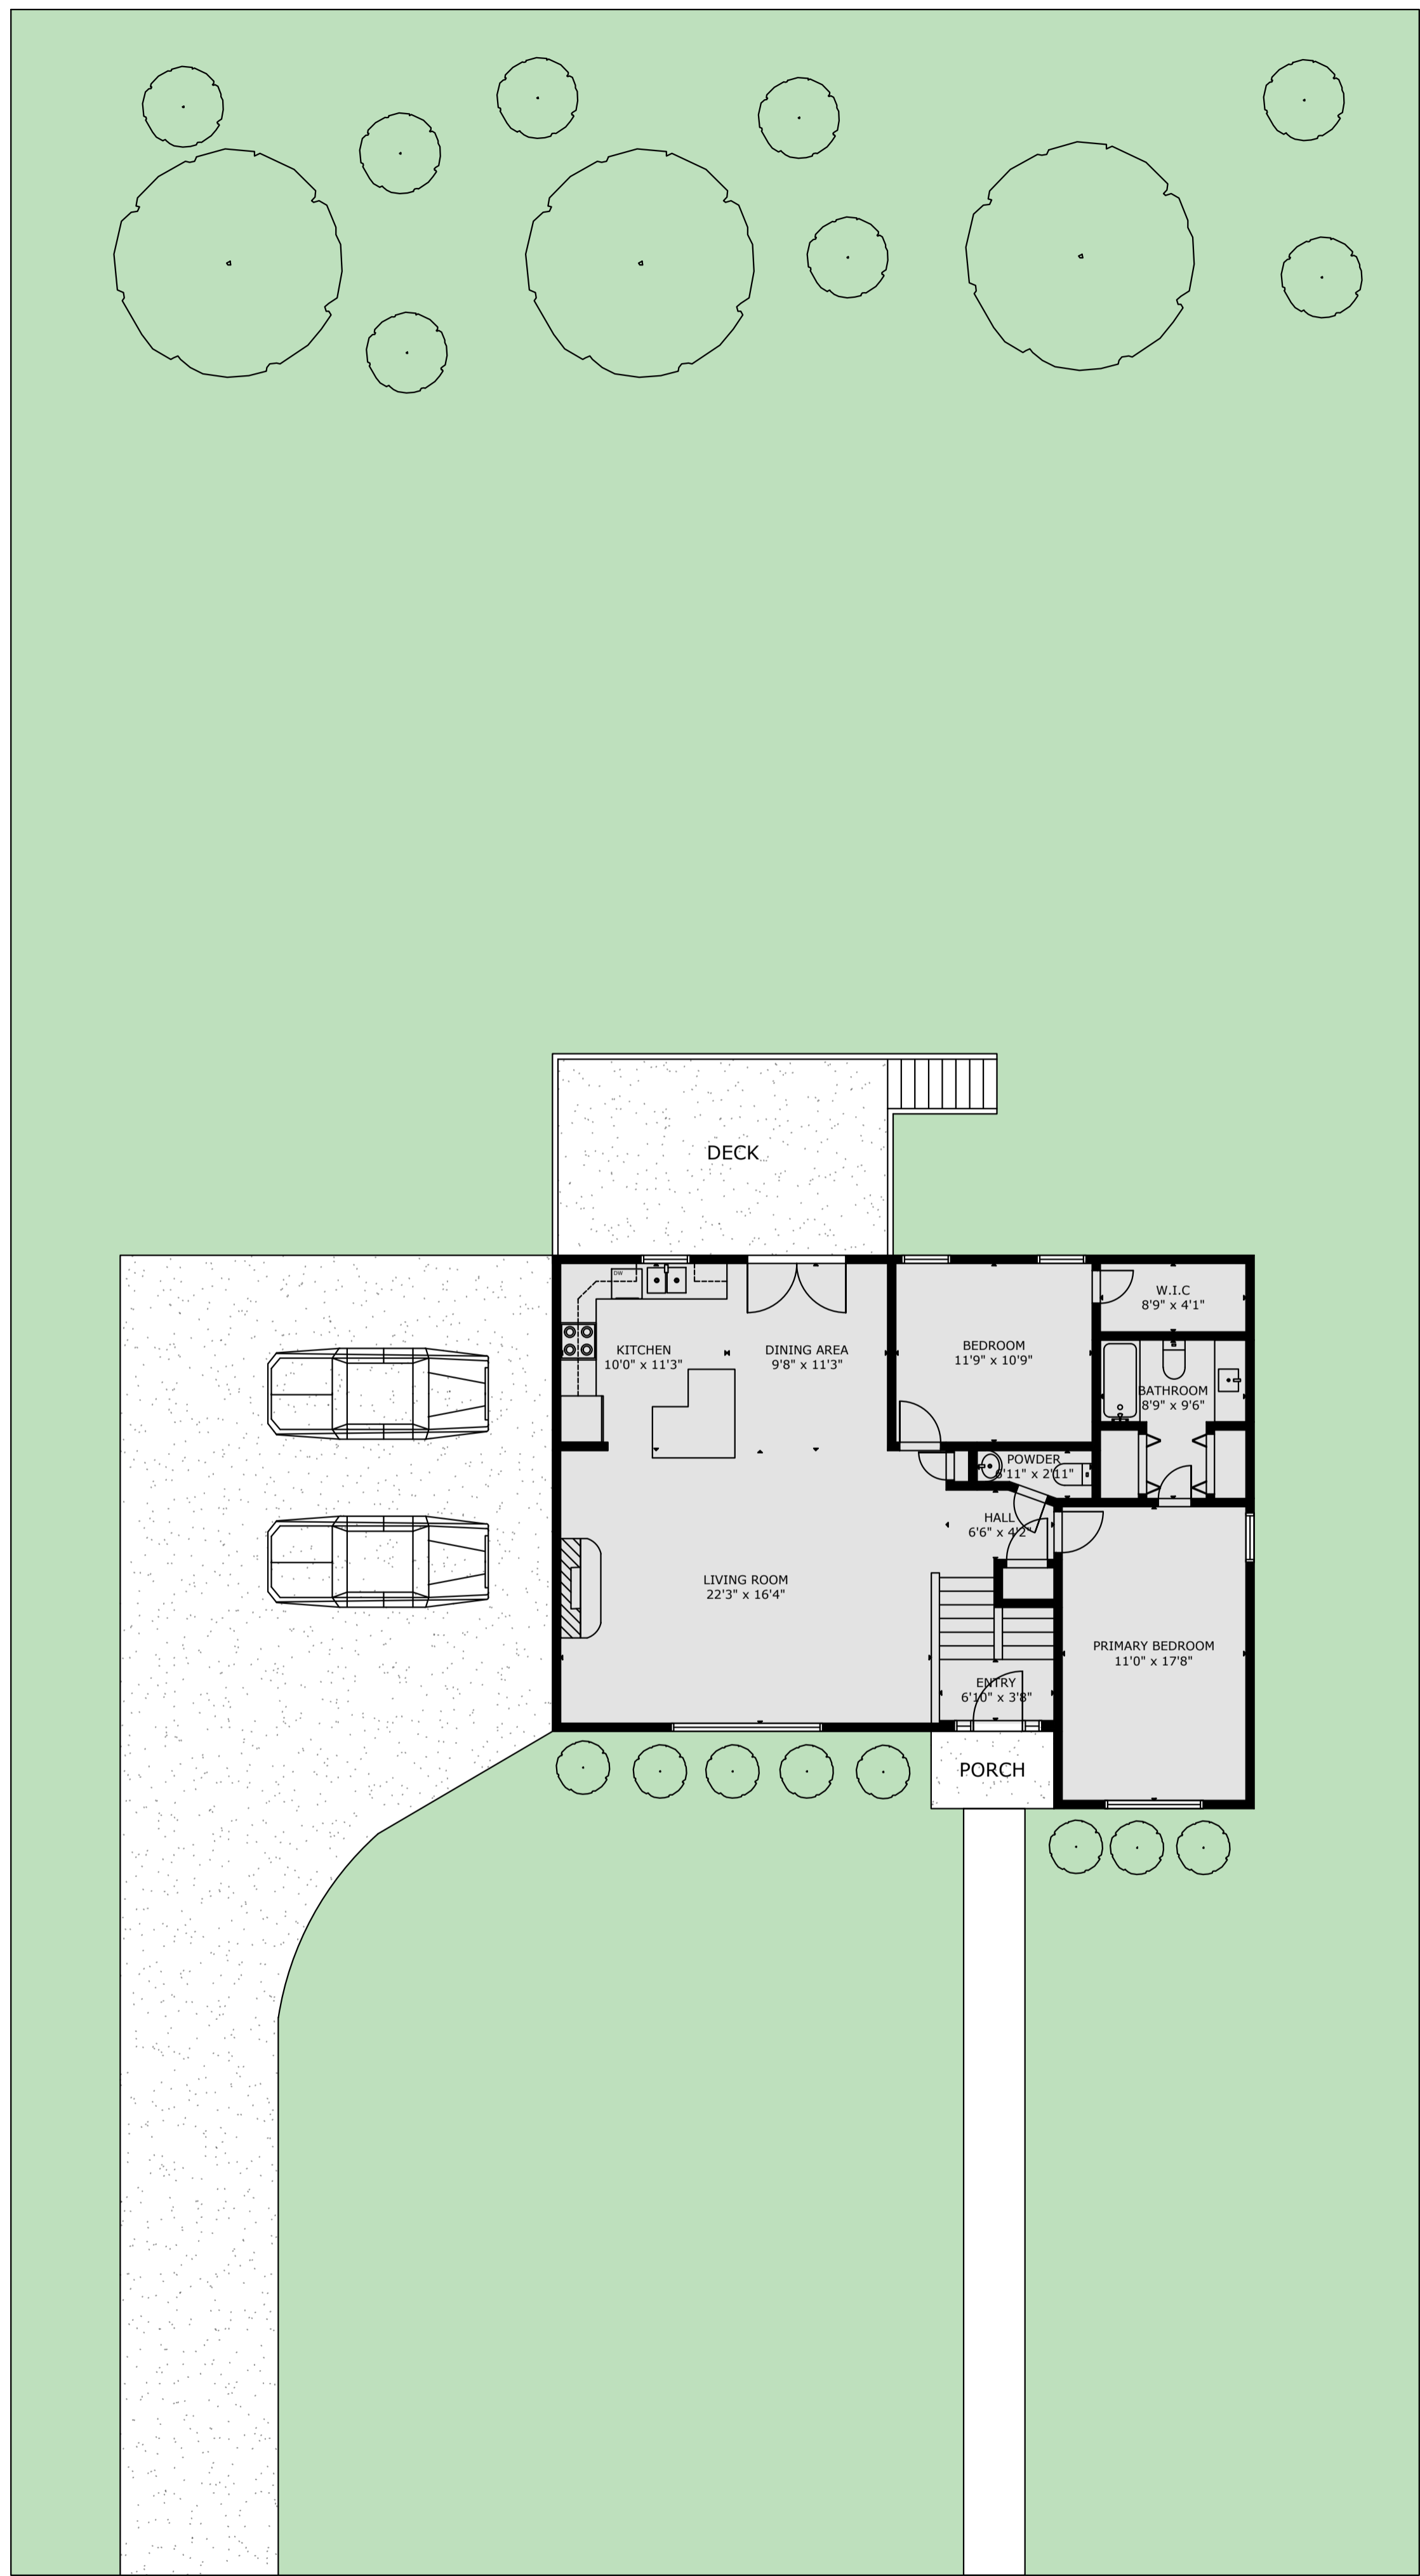 DECK
DW
KITCHEN
10'0" x 11'3"
DINING AREA
9'8" x 11'3"
BEDROOM
11'9" x 10'9"
W.I.C
8'9" x 4'1"
BATHROOM
8'9" x 9'6"
POWDER
6'11" x 2'11"
HALL
6'6" x 4'2"
LIVING ROOM
22'3" x 16'4"
PRIMARY BEDROOM
11'0" x 17'8"
ENTRY
6'10" x 3'8"
PORCH